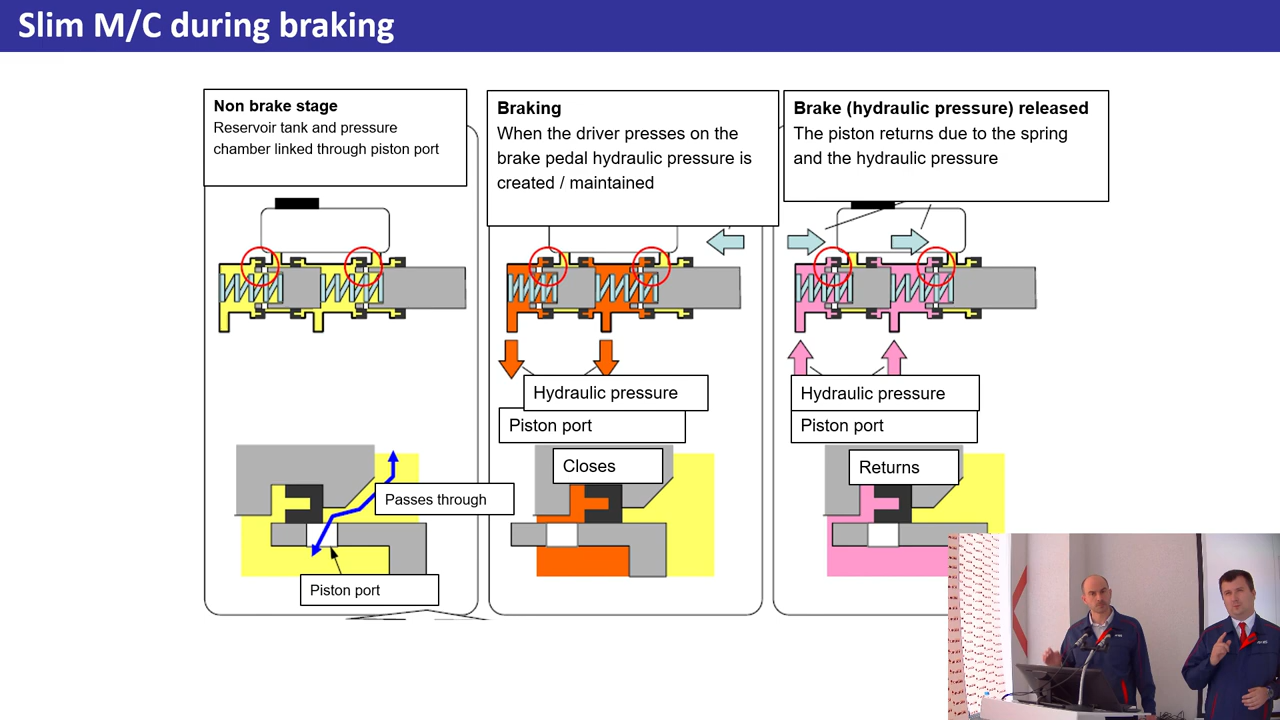 Slim M/C during braking
Non brake stage
Reservoir tank and pressure
chamber linked through piston port
Braking
When the driver presses on the
brake pedal hydraulic pressure is
created / maintained
Brake (hydraulic pressure) released
The piston returns due to the spring
and the hydraulic pressure
Hydraulic pressure
Piston port
Closes
Hydraulic pressure
Piston port
Returns
Passes through
Piston port